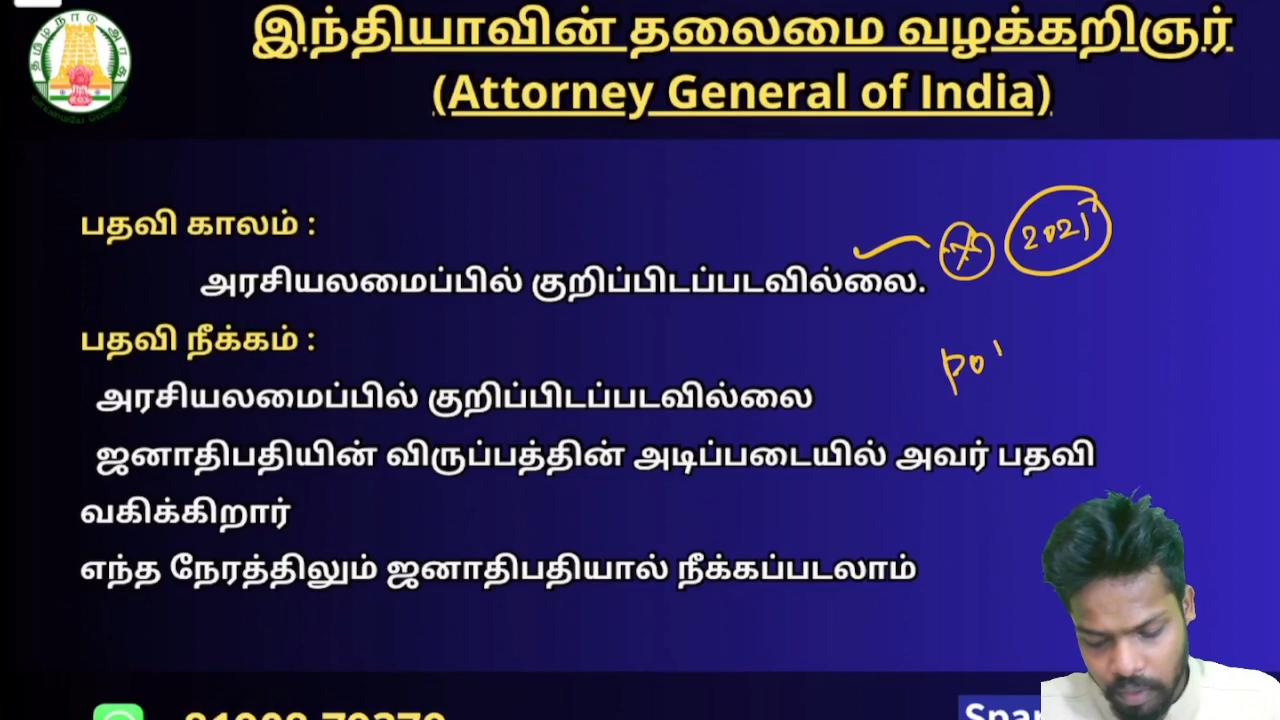 இந்தியாவின் தலைமை வழக்கறிஞர்
(Attorney General of India)
பதவி காலம் :
அரசியலமைப்பில் குறிப்பிடப்படவில்லை.
2021
பதவி நீக்கம் :
po'
அரசியலமைப்பில் குறிப்பிடப்படவில்லை
ஜனாதிபதியின் விருப்பத்தின் அடிப்படையில் அவர் பதவி
வகிக்கிறார்
எந்த நேரத்திலும் ஜனாதிபதியால் நீக்கப்படலாம்